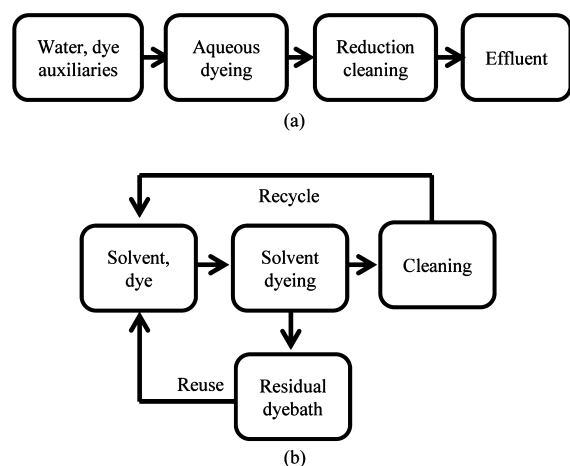 Water, dye
auxiliaries
Aqueous
dyeing
Reduction
cleaning
Effluent
(a)
Recycle
Solvent,
dye
Solvent
dyeing
Cleaning
Reuse
Residual
dyebath
(b)